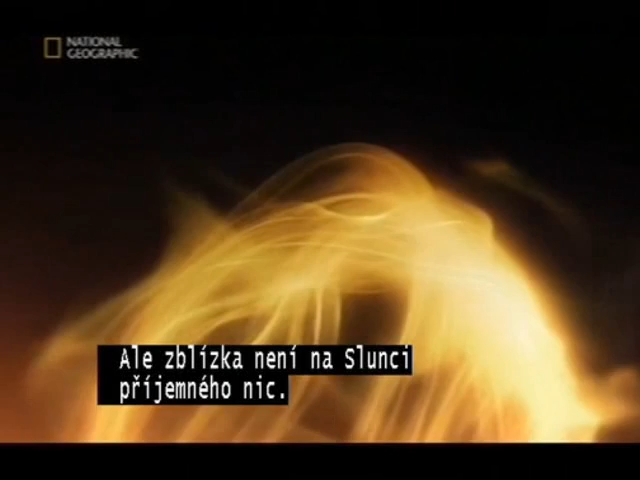 NATIONAL
GEOGRAPHIC
Ale zblízka není na Slunci
příjemného nic.